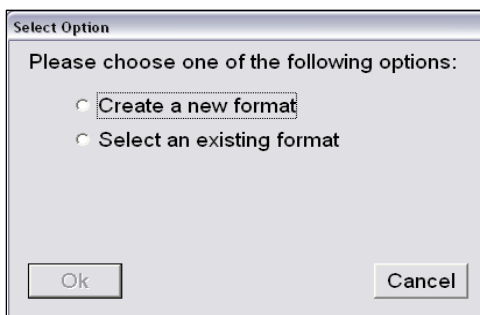 Select Option
Please choose one of the following options:
Create a new format
Select an existing format
Ok
Cancel